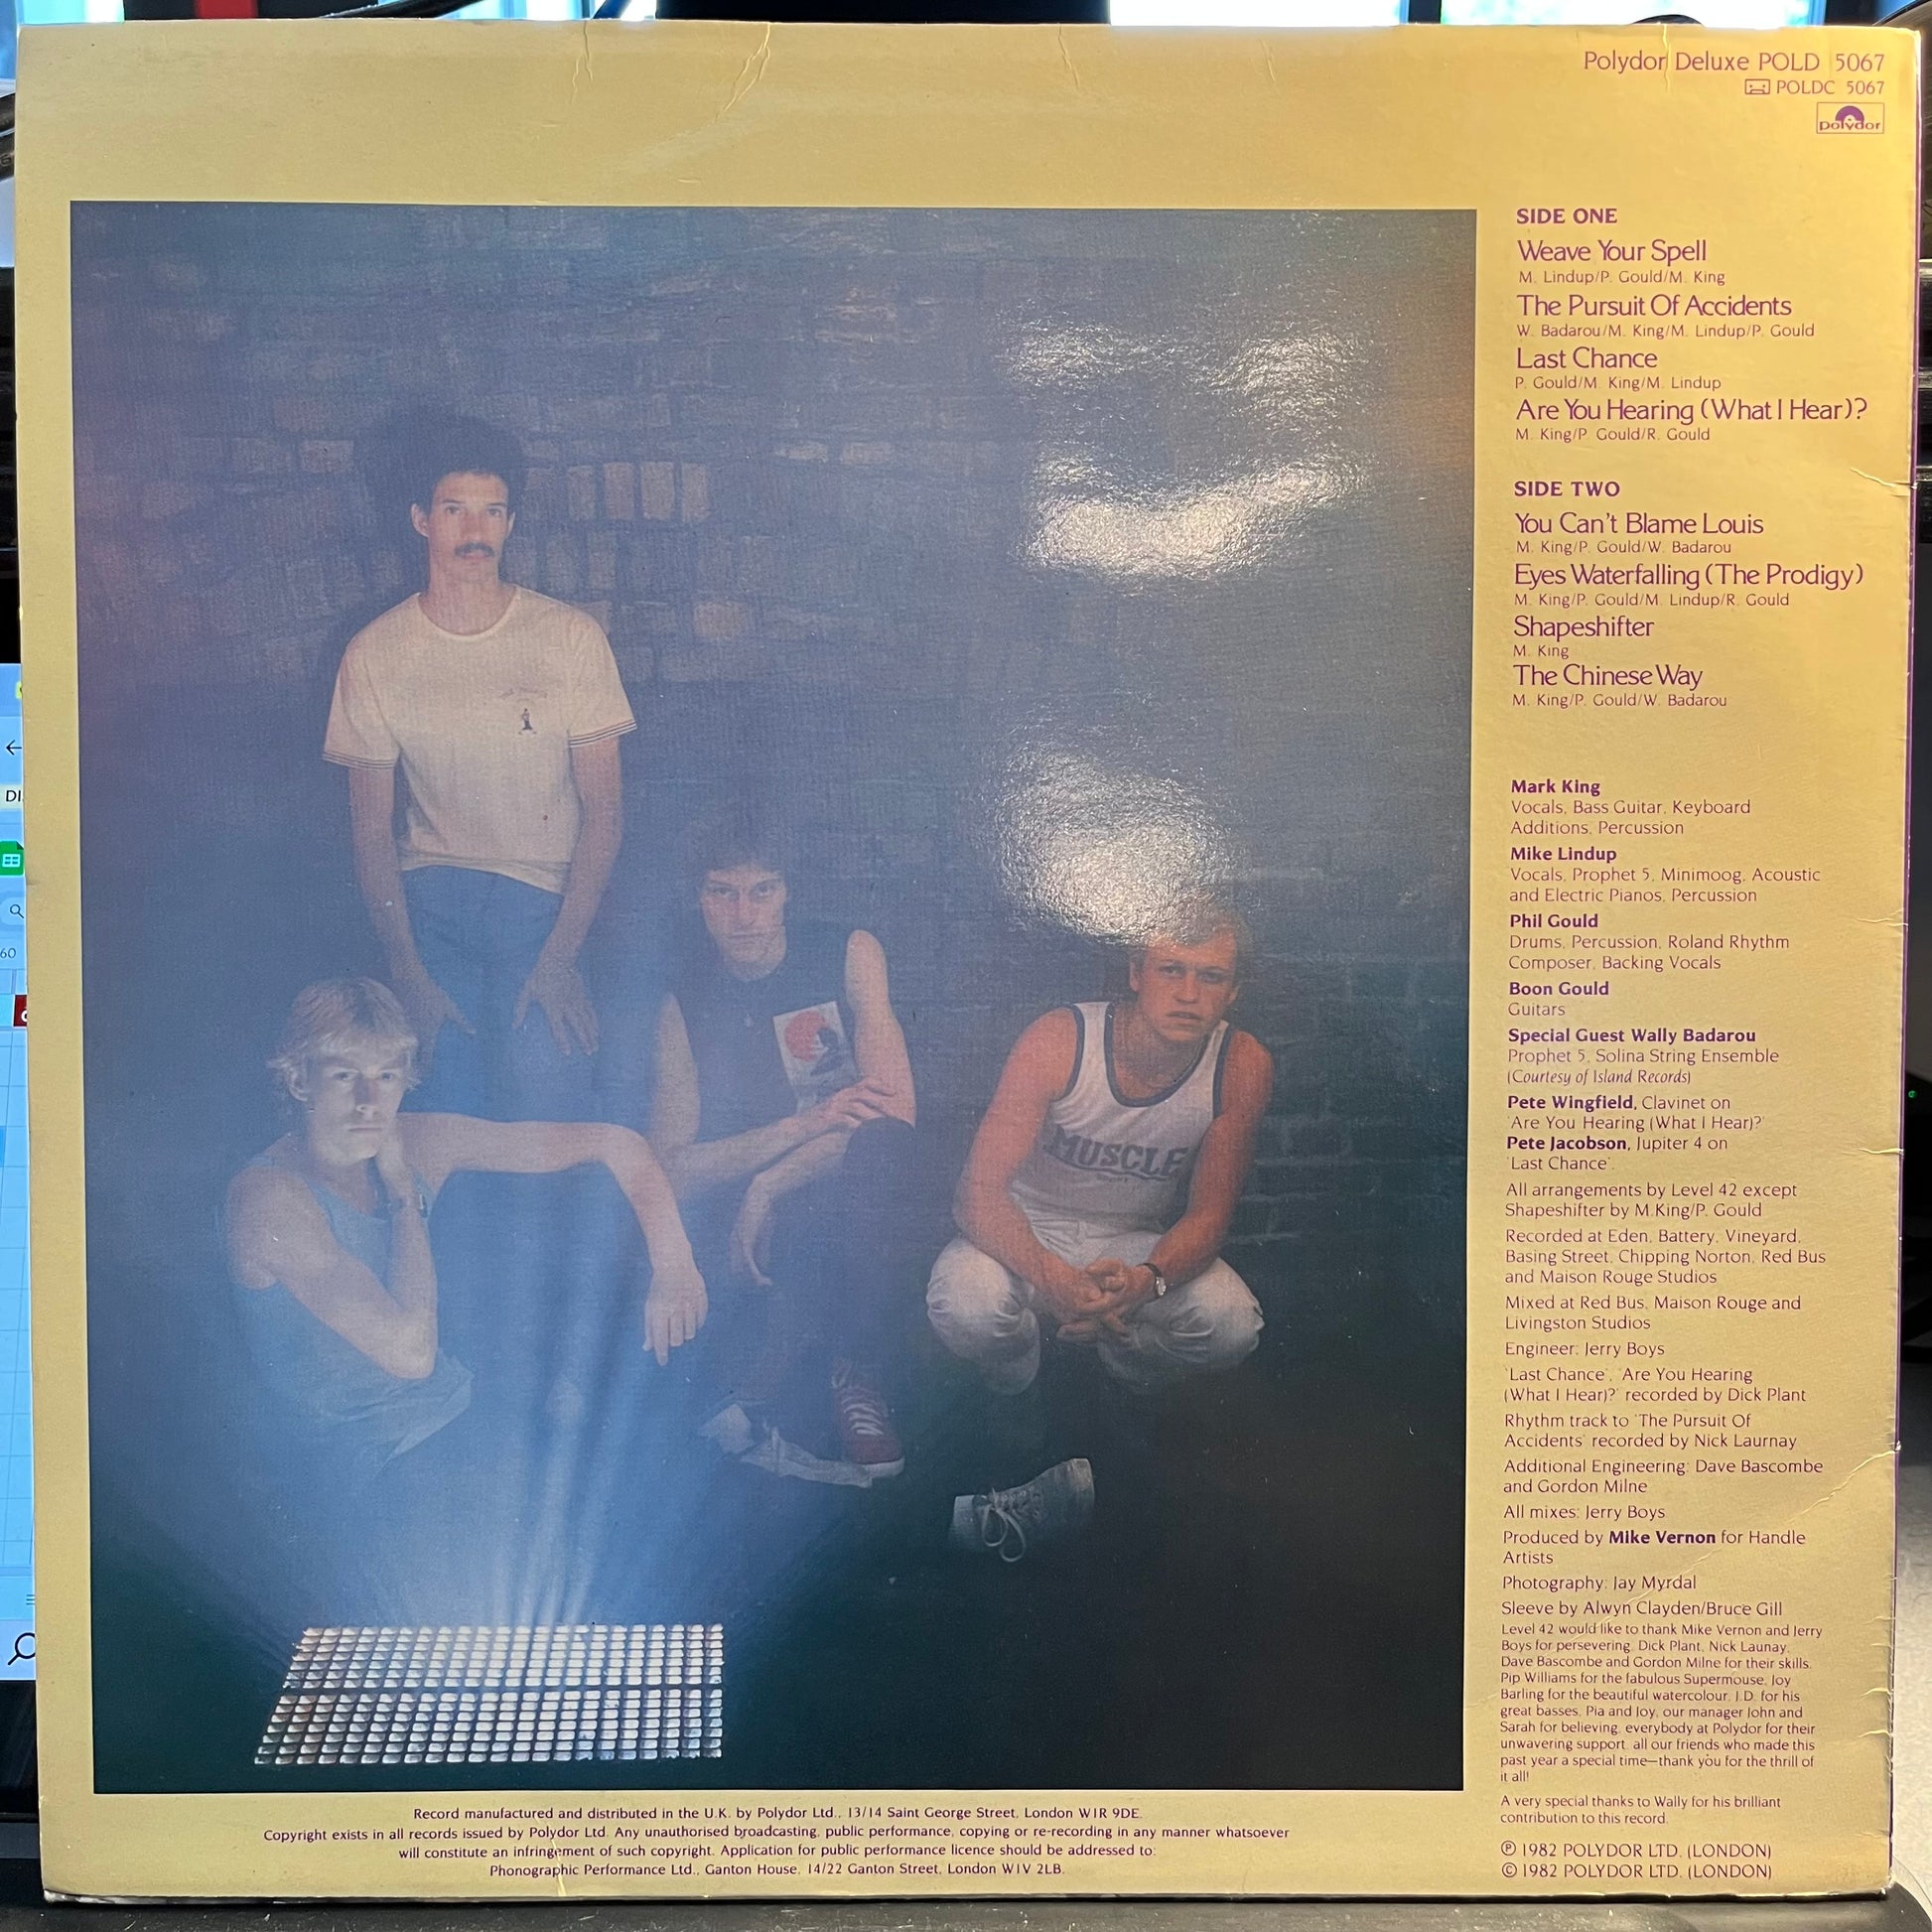 Polydor Deluxe POLD 5067
POLDC 5067
polydor
SIDE ONE
Weave Your Spell
M. Lindup/P. Gould/M. King
The Pursuit Of Accidents
W. Badarou/M. King/M. Lindup/P. Gould
Last Chance
P. Gould/M. King/M. Lindup
Are You Hearing (What I Hear)?
M. King/P. Gould/R. Gould
SIDE TWO
You Can't Blame Louis
M. King/P. Gould/W. Badarou
Eyes Waterfalling (The Prodigy)
M. King/P. Gould/M. Lindup/R. Gould
Shapeshifter
M. King
The Chinese Way
M. King/P. Gould/W. Badarou
Mark King
Vocals, Bass Guitar, Keyboard
Additions, Percussion
Mike Lindup
Vocals, Prophet 5, Minimoog, Acoustic
and Electric Pianos, Percussion
Phil Gould
Drums, Percussion, Roland Rhythm
Composer, Backing Vocals
Boon Gould
Guitars
Special Guest Wally Badarou
Prophet 5, Solina String Ensemble
(Courtesy of Island Records)
Pete Wingfield, Clavinet on
'Are You Hearing (What I Hear)?'
Pete Jacobson, Jupiter 4 on
'Last Chance'.
All arrangements by Level 42 except
Shapeshifter by M.King/P. Gould
Recorded at Eden, Battery, Vineyard,
Basing Street, Chipping Norton, Red Bus
and Maison Rouge Studios
Mixed at Red Bus, Maison Rouge and
Livingston Studios
Engineer: Jerry Boys
'Last Chance', 'Are You Hearing
(What I Hear)?' recorded by Dick Plant
Rhythm track to 'The Pursuit Of
Accidents' recorded by Nick Laurnay
Additional Engineering: Dave Bascombe
and Gordon Milne
All mixes: Jerry Boys
Produced by Mike Vernon for Handle
Artists
Photography: Jay Myrdal
Sleeve by Alwyn Clayden/Bruce Gill
Level 42 would like to thank Mike Vernon and Jerry
Boys for persevering, Dick Plant, Nick Launay,
Dave Bascombe and Gordon Milne for their skills.
Pip Williams for the fabulous Supermouse, Joy
Barling for the beautiful watercolour, J.D. for his
great basses, Pia and Joy, our manager John and
Sarah for believing, everybody at Polydor for their
unwavering support, all our friends who made this
past year a special time—thank you for the thrill of
it all!
A very special thanks to Wally for his brilliant
contribution to this record.
℗ 1982 POLYDOR LTD. (LONDON)
© 1982 POLYDOR LTD. (LONDON)
MUSCLE
Record manufactured and distributed in the U.K. by Polydor Ltd., 13/14 Saint George Street, London W1R 9DE.
Copyright exists in all records issued by Polydor Ltd. Any unauthorised broadcasting, public performance, copying or re-recording in any manner whatsoever
will constitute an infringement of such copyright. Application for public performance licence should be addressed to:
Phonographic Performance Ltd., Ganton House, 14/22 Ganton Street, London W1V 2LB.
DI
60